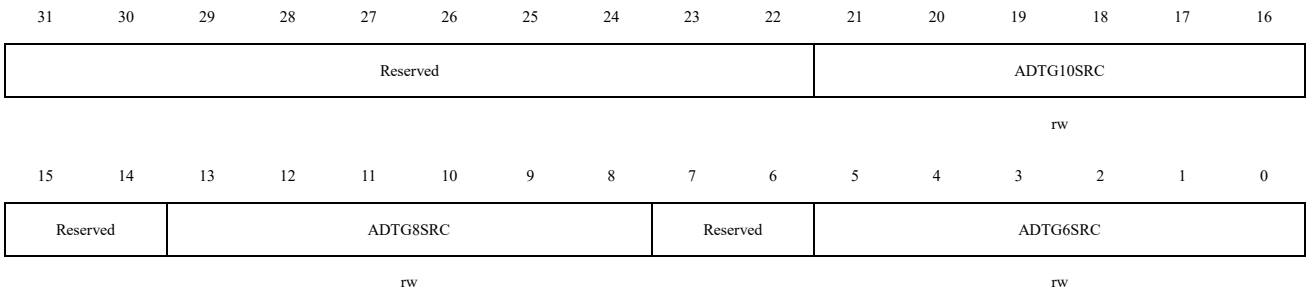 31 30 29 28 27 26 25 24 23 22 21 20 19 18 17 16
Reserved ADTG10SRC
rw
15 14 13 12 11 10 9 8 7 6 5 4 3 2 1 0
Reserved ADTG8SRC Reserved ADTG6SRC
rw rw